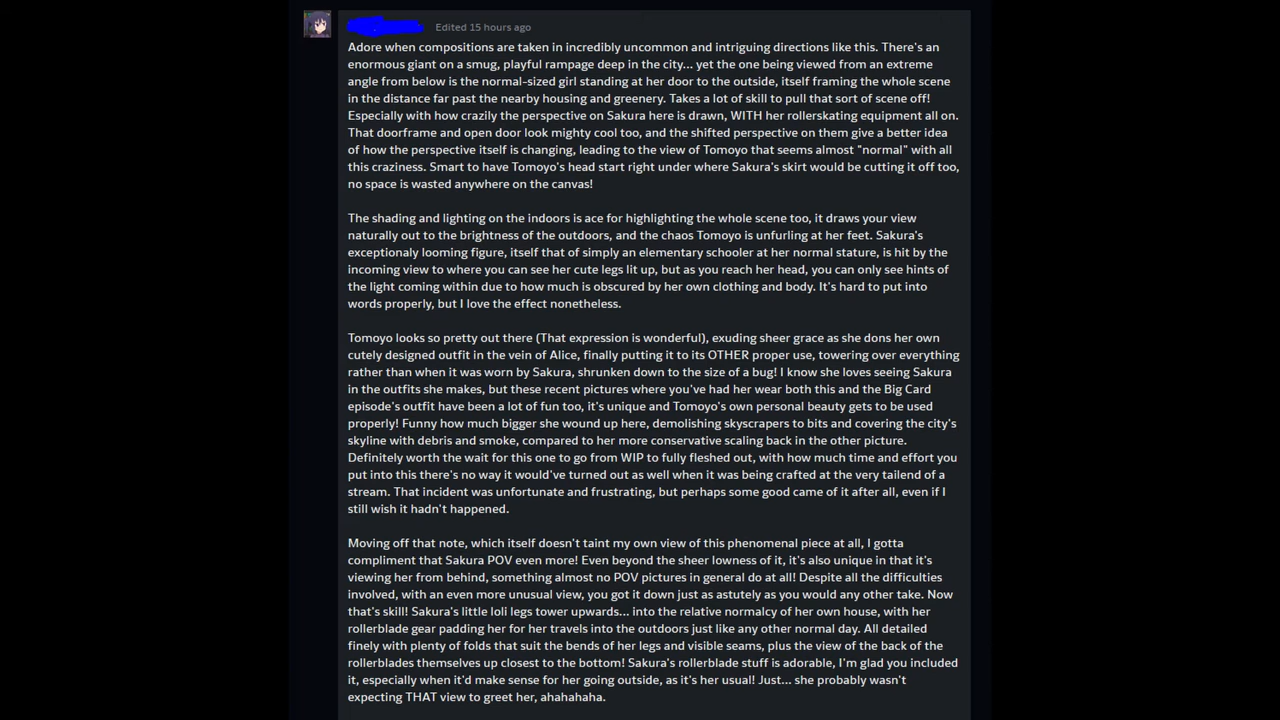 Edited 15 hours ago
Adore when compositions are taken in incredibly uncommon and intriguing directions like this. There's an
enormous giant on a smug, playful rampage deep in the city... yet the one being viewed from an extreme
angle from below is the normal-sized girl standing at her door to the outside, itself framing the whole scene
in the distance far past the nearby housing and greenery. Takes a lot of skill to pull that sort of scene off!
Especially with how crazily the perspective on Sakura here is drawn, WITH her rollerskating equipment all on.
That doorframe and open door look mighty cool too, and the shifted perspective on them give a better idea
of how the perspective itself is changing, leading to the view of Tomoyo that seems almost "normal" with all
this craziness. Smart to have Tomoyo's head start right under where Sakura's skirt would be cutting it off too,
no space is wasted anywhere on the canvas!
The shading and lighting on the indoors is ace for highlighting the whole scene too, it draws your view
naturally out to the brightness of the outdoors, and the chaos Tomoyo is unfurling at her feet. Sakura's
exceptionaly looming figure, itself that of simply an elementary schooler at her normal stature, is hit by the
incoming view to where you can see her cute legs lit up, but as you reach her head, you can only see hints of
the light coming within due to how much is obscured by her own clothing and body. It's hard to put into
words properly, but I love the effect nonetheless.
Tomoyo looks so pretty out there (That expression is wonderful), exuding sheer grace as she dons her own
cutely designed outfit in the vein of Alice, finally putting it to its OTHER proper use, towering over everything
rather than when it was worn by Sakura, shrunken down to the size of a bug! I know she loves seeing Sakura
in the outfits she makes, but these recent pictures where you've had her wear both this and the Big Card
episode's outfit have been a lot of fun too, it's unique and Tomoyo's own personal beauty gets to be used
properly! Funny how much bigger she wound up here, demolishing skyscrapers to bits and covering the city's
skyline with debris and smoke, compared to her more conservative scaling back in the other picture.
Definitely worth the wait for this one to go from WIP to fully fleshed out, with how much time and effort you
put into this there's no way it would've turned out as well when it was being crafted at the very tailend of a
stream. That incident was unfortunate and frustrating, but perhaps some good came of it after all, even if I
still wish it hadn't happened.
Moving off that note, which itself doesn't taint my own view of this phenomenal piece at all, I gotta
compliment that Sakura POV even more! Even beyond the sheer lowness of it, it's also unique in that it's
viewing her from behind, something almost no POV pictures in general do at all! Despite all the difficulties
involved, with an even more unusual view, you got it down just as astutely as you would any other take. Now
that's skill! Sakura's little loli legs tower upwards... into the relative normalcy of her own house, with her
rollerblade gear padding her for her travels into the outdoors just like any other normal day. All detailed
finely with plenty of folds that suit the bends of her legs and visible seams, plus the view of the back of the
rollerblades themselves up closest to the bottom! Sakura's rollerblade stuff is adorable, I'm glad you included
it, especially when it'd make sense for her going outside, as it's her usual! Just... she probably wasn't
expecting THAT view to greet her, ahahahaha.